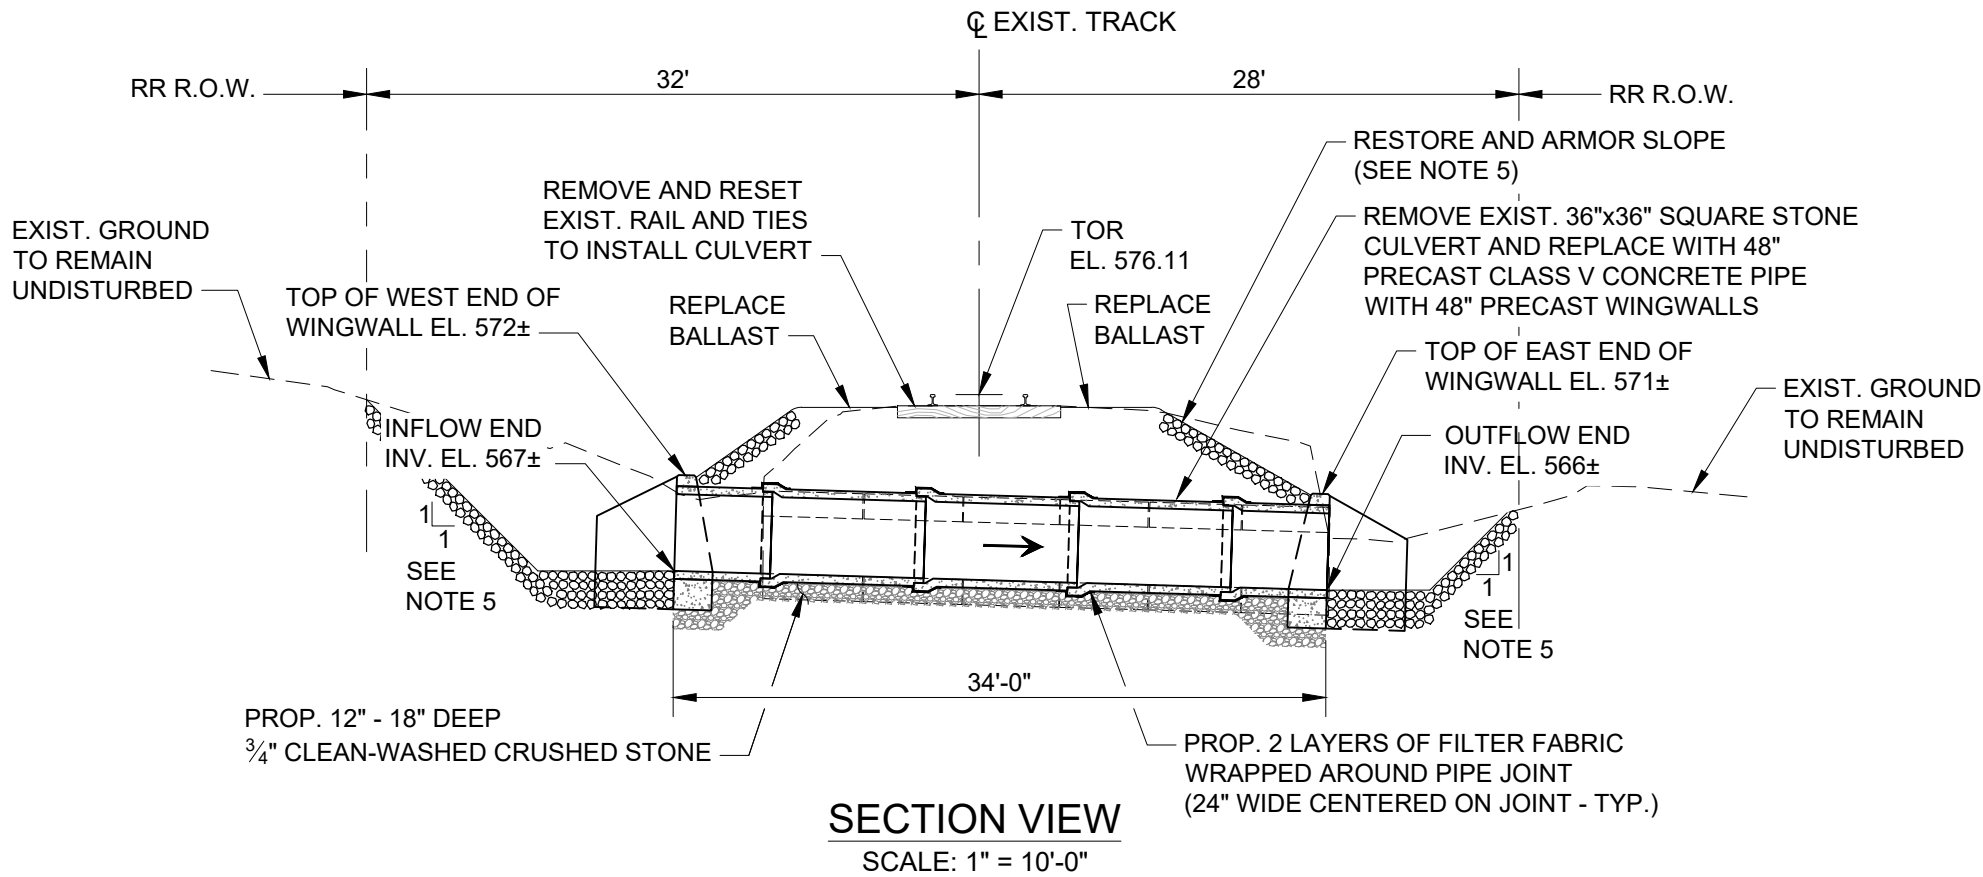 ℄ EXIST. TRACK
RR R.O.W.
32'
28'
RR R.O.W.
RESTORE AND ARMOR SLOPE
(SEE NOTE 5)
REMOVE AND RESET
EXIST. RAIL AND TIES
TO INSTALL CULVERT
TOR
EL. 576.11
REMOVE EXIST. 36"x36" SQUARE STONE
CULVERT AND REPLACE WITH 48"
PRECAST CLASS V CONCRETE PIPE
WITH 48" PRECAST WINGWALLS
EXIST. GROUND
TO REMAIN
UNDISTURBED
TOP OF WEST END OF
WINGWALL EL. 572±
REPLACE
BALLAST
REPLACE
BALLAST
TOP OF EAST END OF
WINGWALL EL. 571±
EXIST. GROUND
TO REMAIN
UNDISTURBED
INFLOW END
INV. EL. 567±
OUTFLOW END
INV. EL. 566±
1
1
SEE
NOTE 5
1
1
SEE
NOTE 5
34'-0"
PROP. 12" - 18" DEEP
¾" CLEAN-WASHED CRUSHED STONE
PROP. 2 LAYERS OF FILTER FABRIC
WRAPPED AROUND PIPE JOINT
(24" WIDE CENTERED ON JOINT - TYP.)
SECTION VIEW
SCALE: 1" = 10'-0"